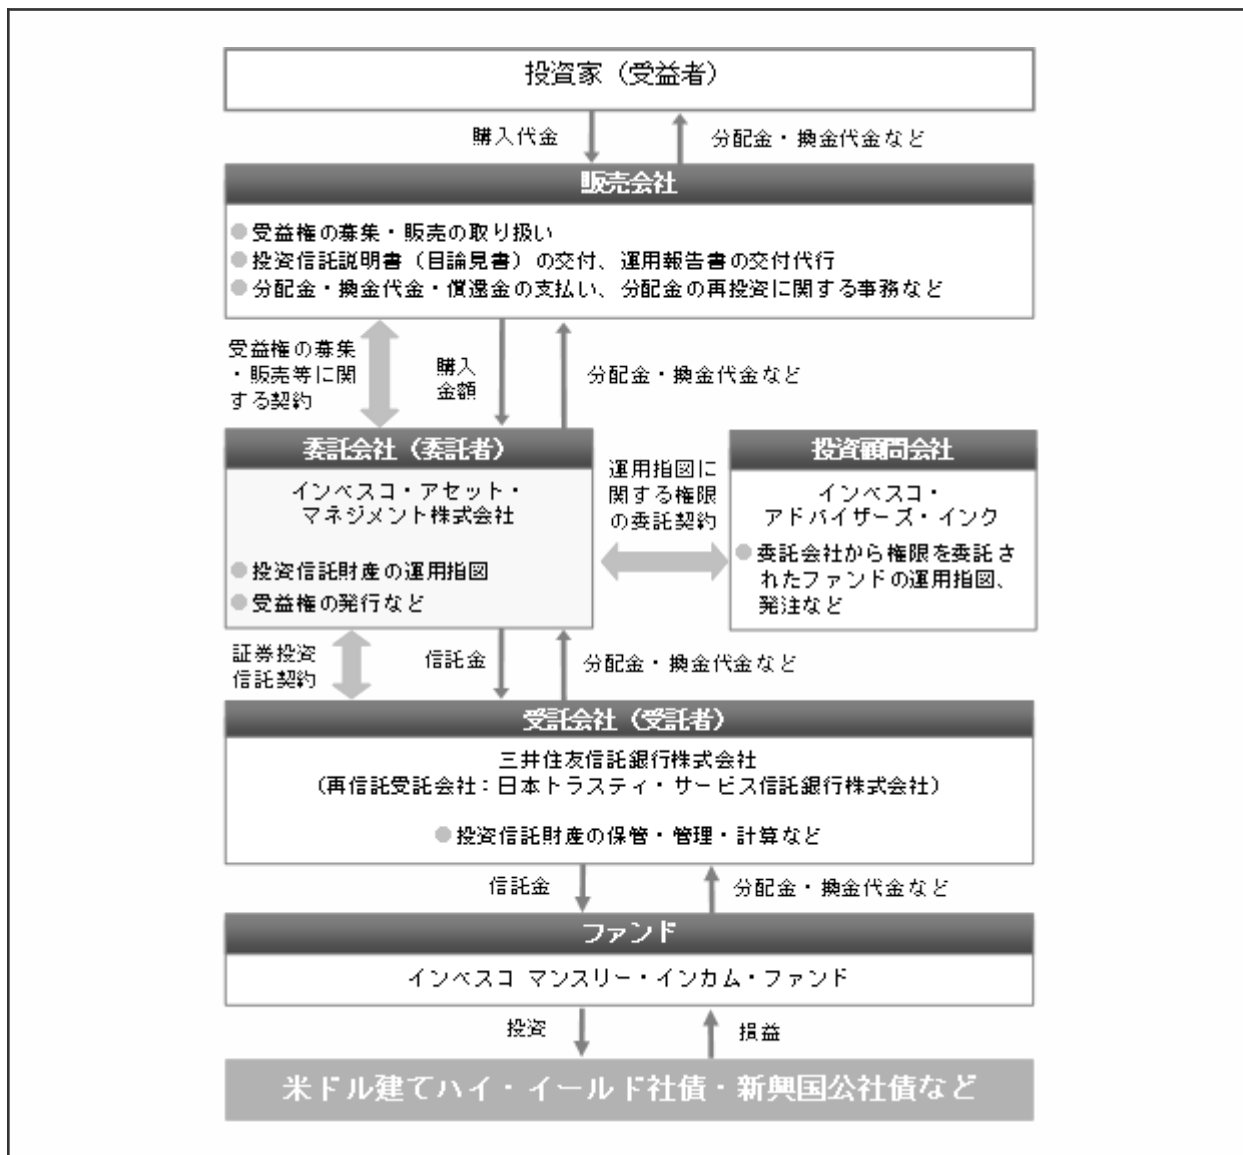 投資家（受益者）
購入代金
分配金・換金代金など
販売会社
●受益権の募集・販売の取り扱い
●投資信託説明書（目論見書）の交付、運用報告書の交付代行
●分配金・換金代金・償還金の支払い、分配金の再投資に関する事務など
受益権の募集
・販売等に関
する契約
購入
金額
分配金・換金代金など
委託会社（委託者）
インベスコ・アセット・
マネジメント株式会社
●投資信託財産の運用指図
●受益権の発行など
運用指図に
関する権限
の委託契約
投資顧問会社
インベスコ・
アドバイザーズ・インク
●委託会社から権限を委託さ
れたファンドの運用指図、
発注など
証券投資
信託契約
信託金
分配金・換金代金など
受託会社（受託者）
三井住友信託銀行株式会社
（再信託受託会社：日本トラスティ・サービス信託銀行株式会社）
●投資信託財産の保管・管理・計算など
信託金
分配金・換金代金など
ファンド
インベスコ マンスリー・インカム・ファンド
投資
損益
米ドル建てハイ・イールド社債・新興国公社債など